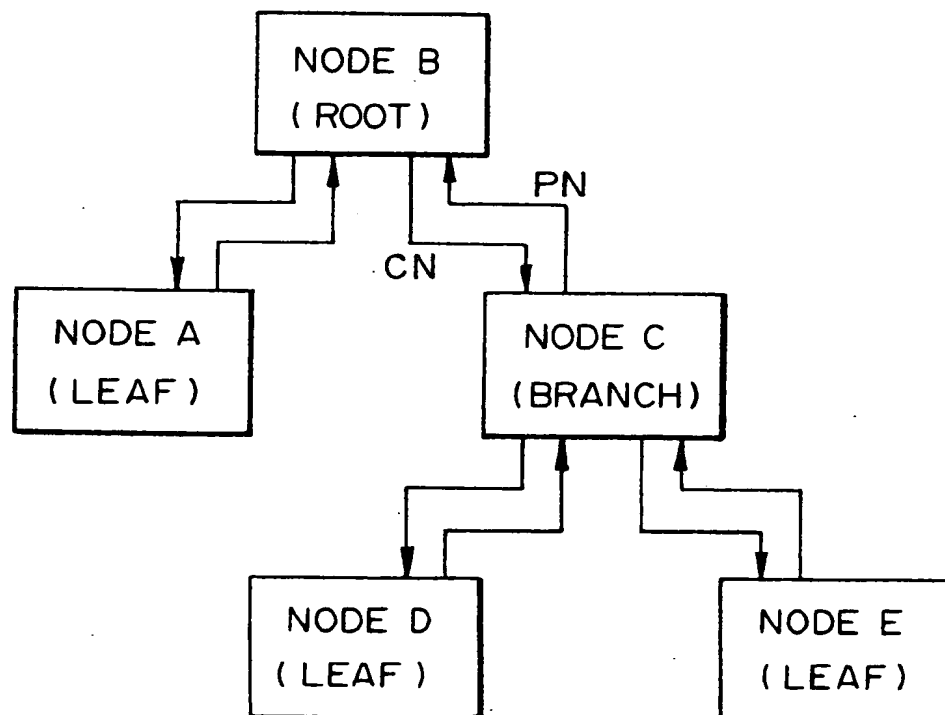 NODE B
(ROOT)
PN
CN
NODE A
(LEAF)
NODE C
(BRANCH)
NODE D
(LEAF)
NODE E
(LEAF)